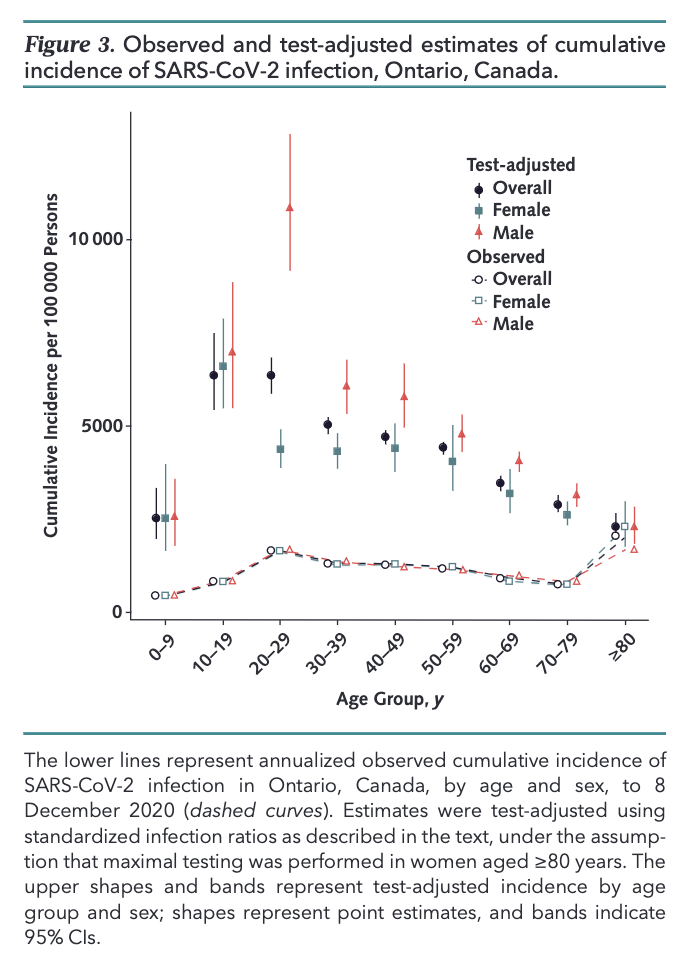 Figure 3. Observed and test-adjusted estimates of cumulative
incidence of SARS-CoV-2 infection, Ontario, Canada.
Cumulative Incidence per 100 000 Persons
10 000
5000
0
Test-adjusted
Overall
Female
Male
Observed
Overall
Female
Male
0–9
10–19
20–29
30–39
40–49
50–59
60–69
70–79
≥80
Age Group, y
The lower lines represent annualized observed cumulative incidence of
SARS-CoV-2 infection in Ontario, Canada, by age and sex, to 8
December 2020 (dashed curves). Estimates were test-adjusted using
standardized infection ratios as described in the text, under the assump-
tion that maximal testing was performed in women aged ≥80 years. The
upper shapes and bands represent test-adjusted incidence by age
group and sex; shapes represent point estimates, and bands indicate
95% CIs.